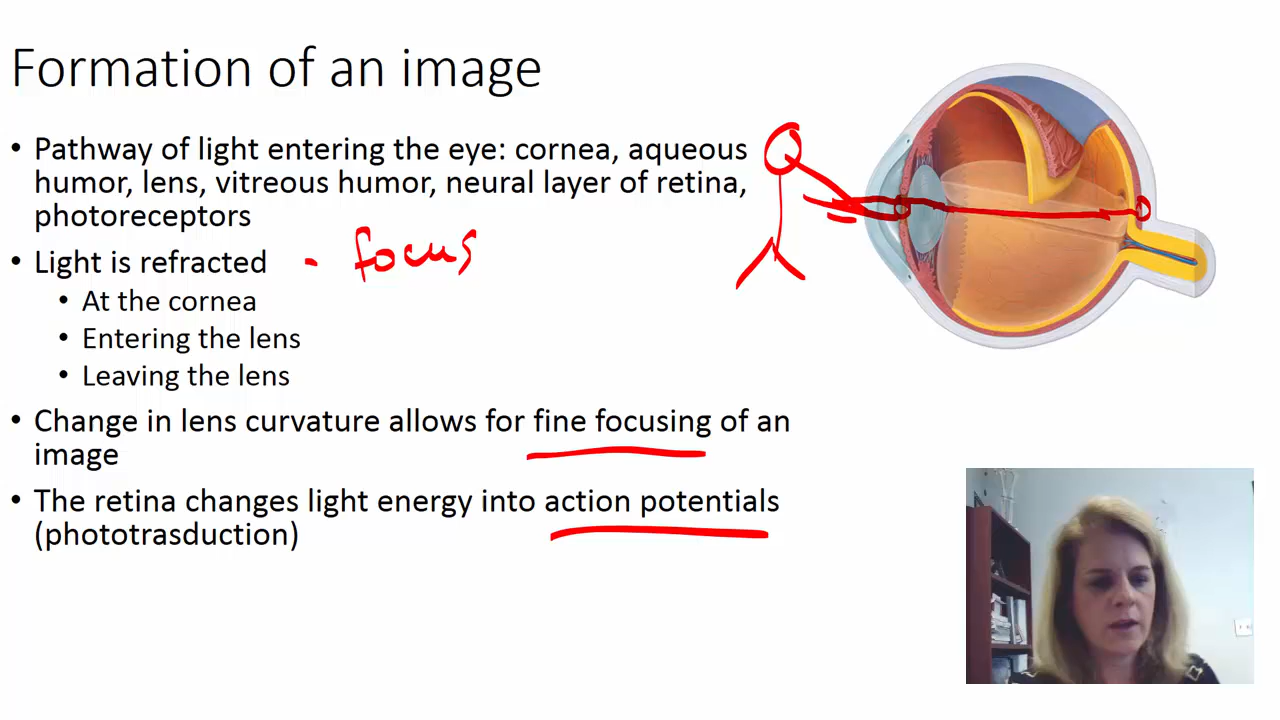 Formation of an image
• Pathway of light entering the eye: cornea, aqueous
humor, lens, vitreous humor, neural layer of retina,
photoreceptors
• Light is refracted - focus
• At the cornea
• Entering the lens
• Leaving the lens
• Change in lens curvature allows for fine focusing of an
image
• The retina changes light energy into action potentials
(phototrasduction)